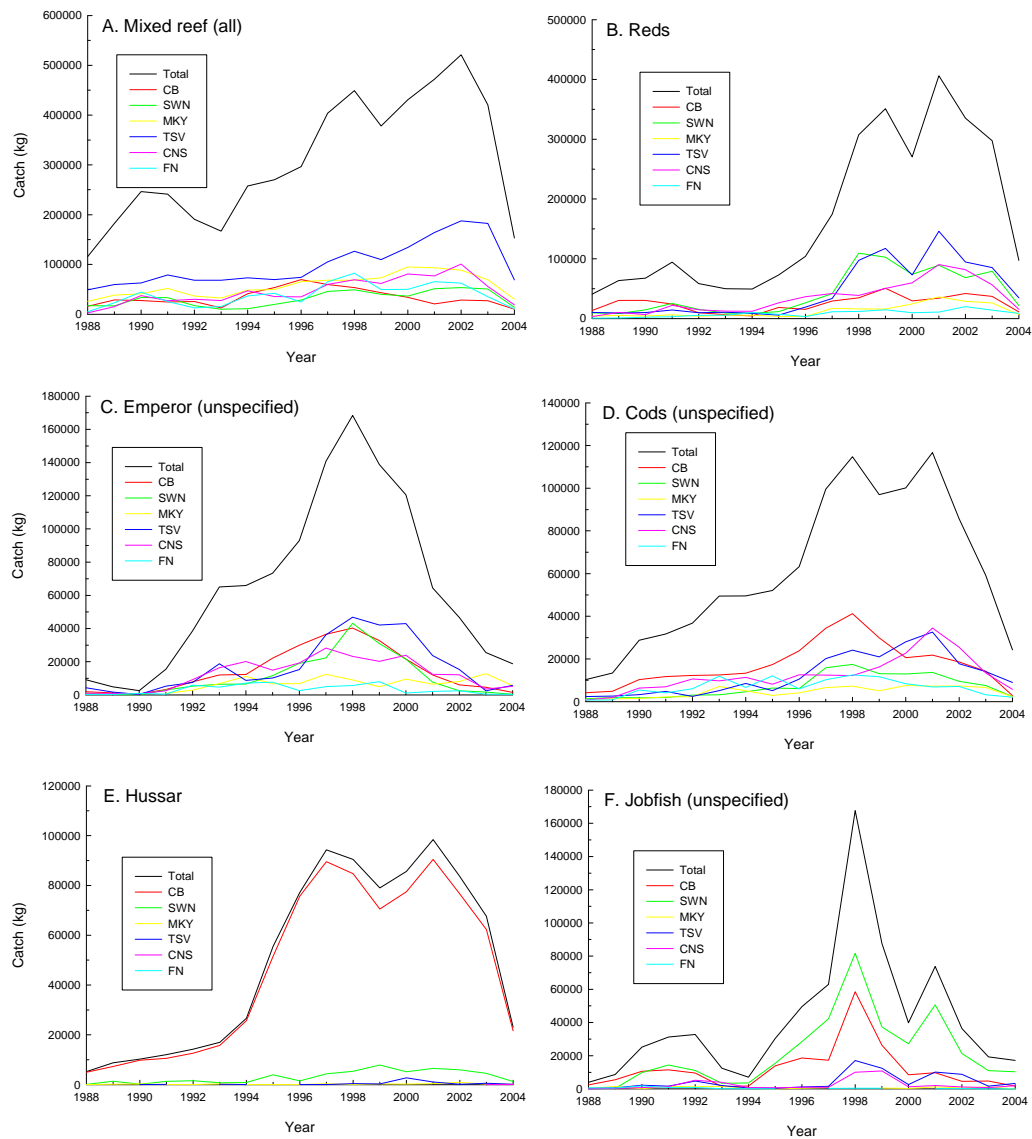 A. Mixed reef (all)
600000
500000
400000
300000
200000
100000
0
Catch (kg)
Total
CB
SWN
MKY
TSV
CNS
FN
1988 1990 1992 1994 1996 1998 2000 2002 2004
Year
B. Reds
500000
400000
300000
200000
100000
0
Total
CB
SWN
MKY
TSV
CNS
FN
1988 1990 1992 1994 1996 1998 2000 2002 2004
Year
C. Emperor (unspecified)
180000
160000
140000
120000
100000
80000
60000
40000
20000
0
Catch (kg)
Total
CB
SWN
MKY
TSV
CNS
FN
1988 1990 1992 1994 1996 1998 2000 2002 2004
Year
D. Cods (unspecified)
140000
120000
100000
80000
60000
40000
20000
0
Total
CB
SWN
MKY
TSV
CNS
FN
1988 1990 1992 1994 1996 1998 2000 2002 2004
Year
E. Hussar
120000
100000
80000
60000
40000
20000
0
Catch (kg)
Total
CB
SWN
MKY
TSV
CNS
FN
1988 1990 1992 1994 1996 1998 2000 2002 2004
Year
F. Jobfish (unspecified)
180000
160000
140000
120000
100000
80000
60000
40000
20000
0
Total
CB
SWN
MKY
TSV
CNS
FN
1988 1990 1992 1994 1996 1998 2000 2002 2004
Year